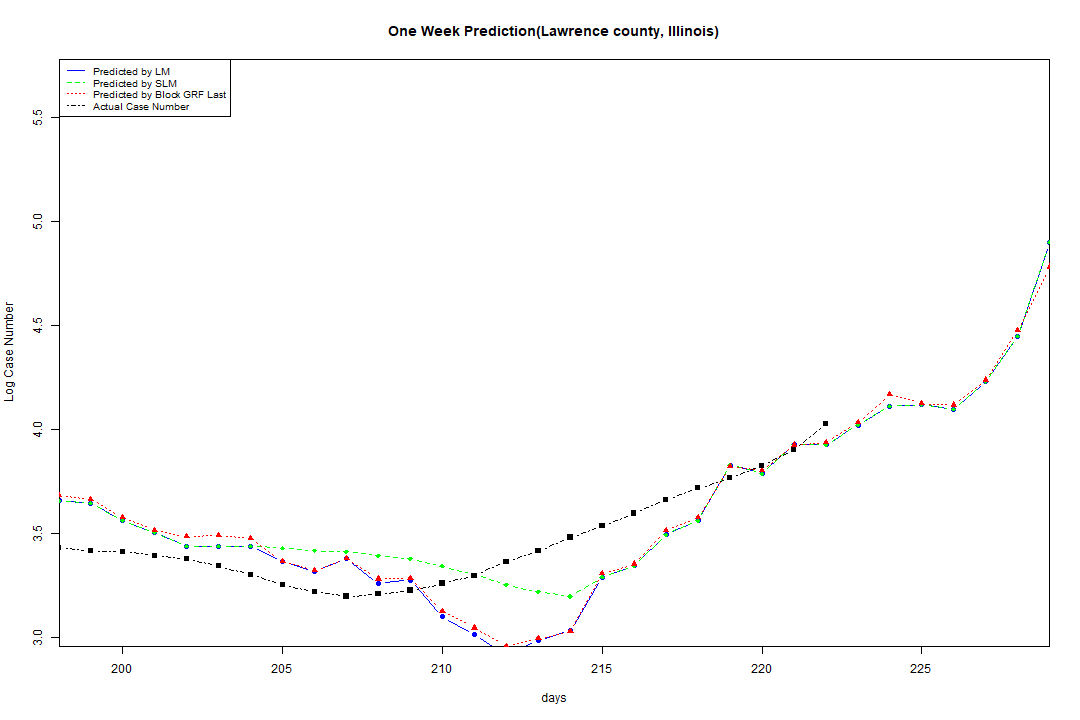 One Week Prediction(Lawrence county, Illinois)
Predicted by LM
Predicted by SLM
Predicted by Block GRF Last
Actual Case Number
5.5
5.0
4.5
4.0
3.5
3.0
Log Case Number
200 205 210 215 220 225
days